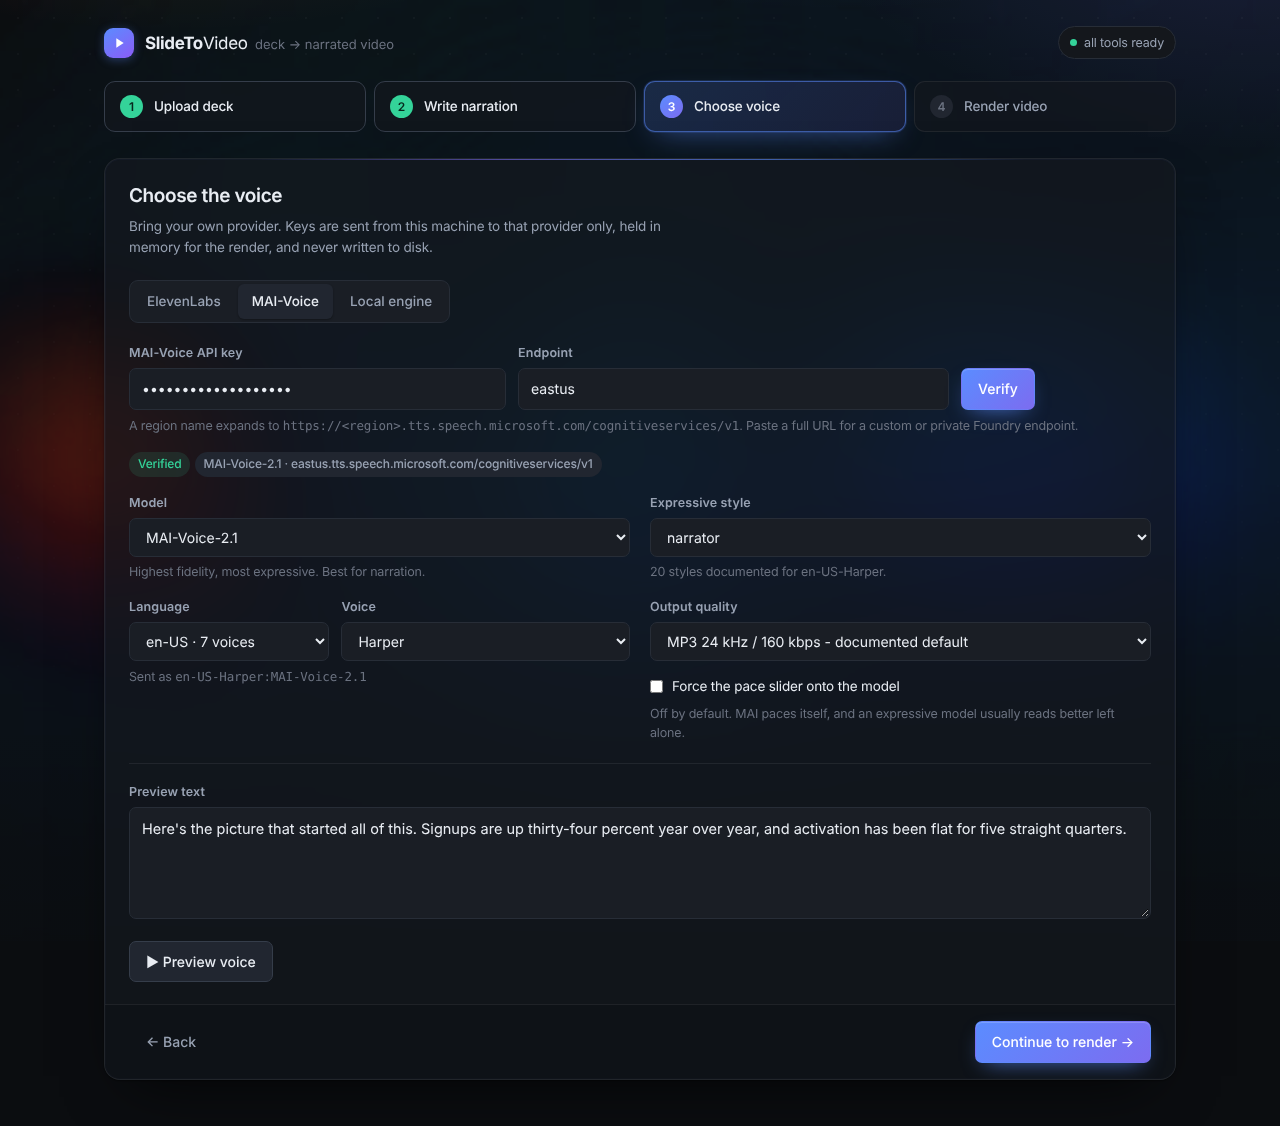 SlideToVideo deck → narrated video
all tools ready
1 Upload deck
2 Write narration
3 Choose voice
4 Render video
Choose the voice
Bring your own provider. Keys are sent from this machine to that provider only, held in
memory for the render, and never written to disk.
ElevenLabs MAI-Voice Local engine
MAI-Voice API key
••••••••••••••••••
Endpoint
eastus
Verify
A region name expands to https://<region>.tts.speech.microsoft.com/cognitiveservices/v1. Paste a full URL for a custom or private Foundry endpoint.
Verified MAI-Voice-2.1 · eastus.tts.speech.microsoft.com/cognitiveservices/v1
Model
MAI-Voice-2.1
Highest fidelity, most expressive. Best for narration.
Expressive style
narrator
20 styles documented for en-US-Harper.
Language
en-US · 7 voices
Voice
Harper
Sent as en-US-Harper:MAI-Voice-2.1
Output quality
MP3 24 kHz / 160 kbps - documented default
Force the pace slider onto the model
Off by default. MAI paces itself, and an expressive model usually reads better left
alone.
Preview text
Here's the picture that started all of this. Signups are up thirty-four percent year over year, and activation has been flat for five straight quarters.
▶ Preview voice
← Back
Continue to render →